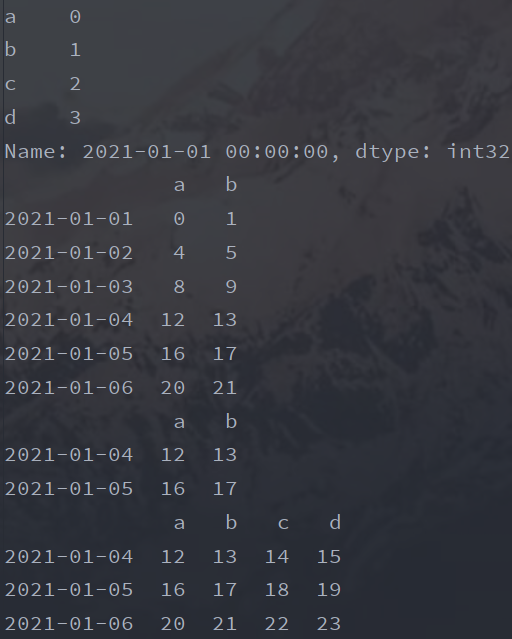 a    0
b    1
c    2
d    3
Name: 2021-01-01 00:00:00, dtype: int32
             a   b
2021-01-01   0   1
2021-01-02   4   5
2021-01-03   8   9
2021-01-04  12  13
2021-01-05  16  17
2021-01-06  20  21
             a   b
2021-01-04  12  13
2021-01-05  16  17
             a   b   c   d
2021-01-04  12  13  14  15
2021-01-05  16  17  18  19
2021-01-06  20  21  22  23